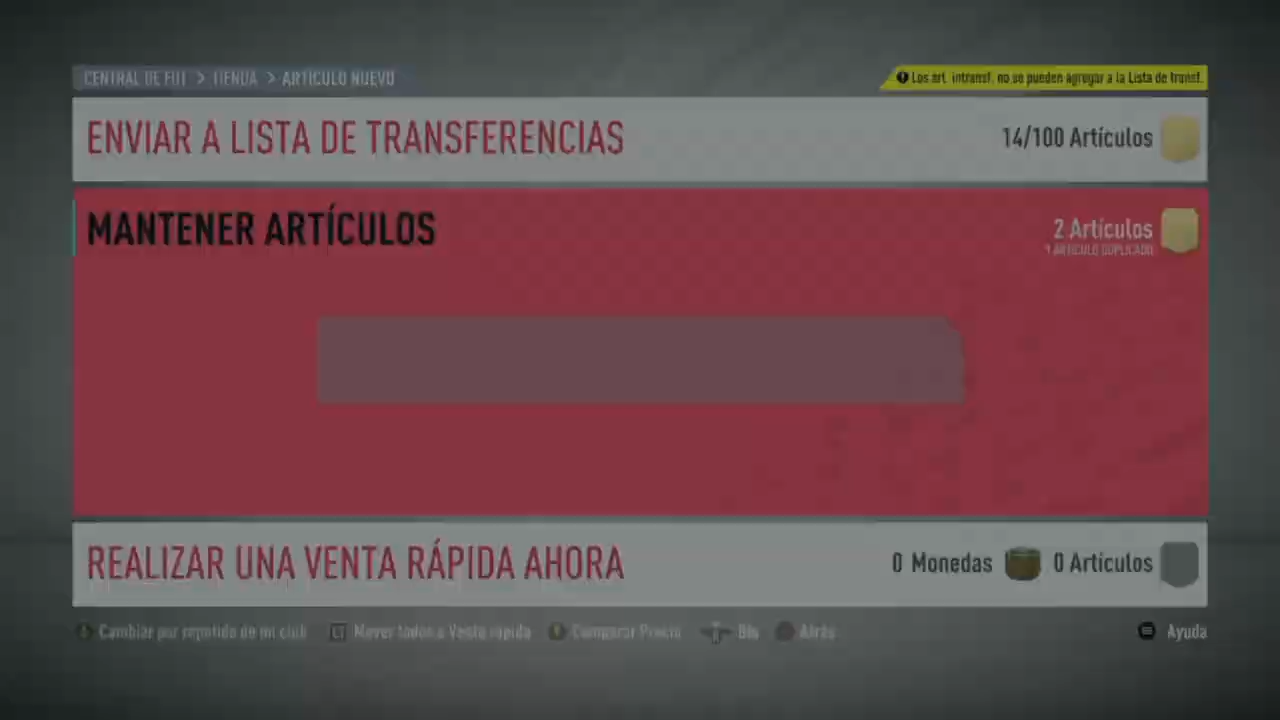 CENTRAL DE FUT > TIENDA > ARTÍCULO NUEVO
Los art. intransf. no se pueden agregar a la Lista de transf.
ENVIAR A LISTA DE TRANSFERENCIAS
14/100 Artículos
MANTENER ARTÍCULOS
2 Artículos
1 ARTÍCULO DUPLICADO
REALIZAR UNA VENTA RÁPIDA AHORA
0 Monedas 0 Artículos
Cambiar por repetido de mi club LT Mover todos a Venta rápida Comparar Precio Bio Atrás Ayuda